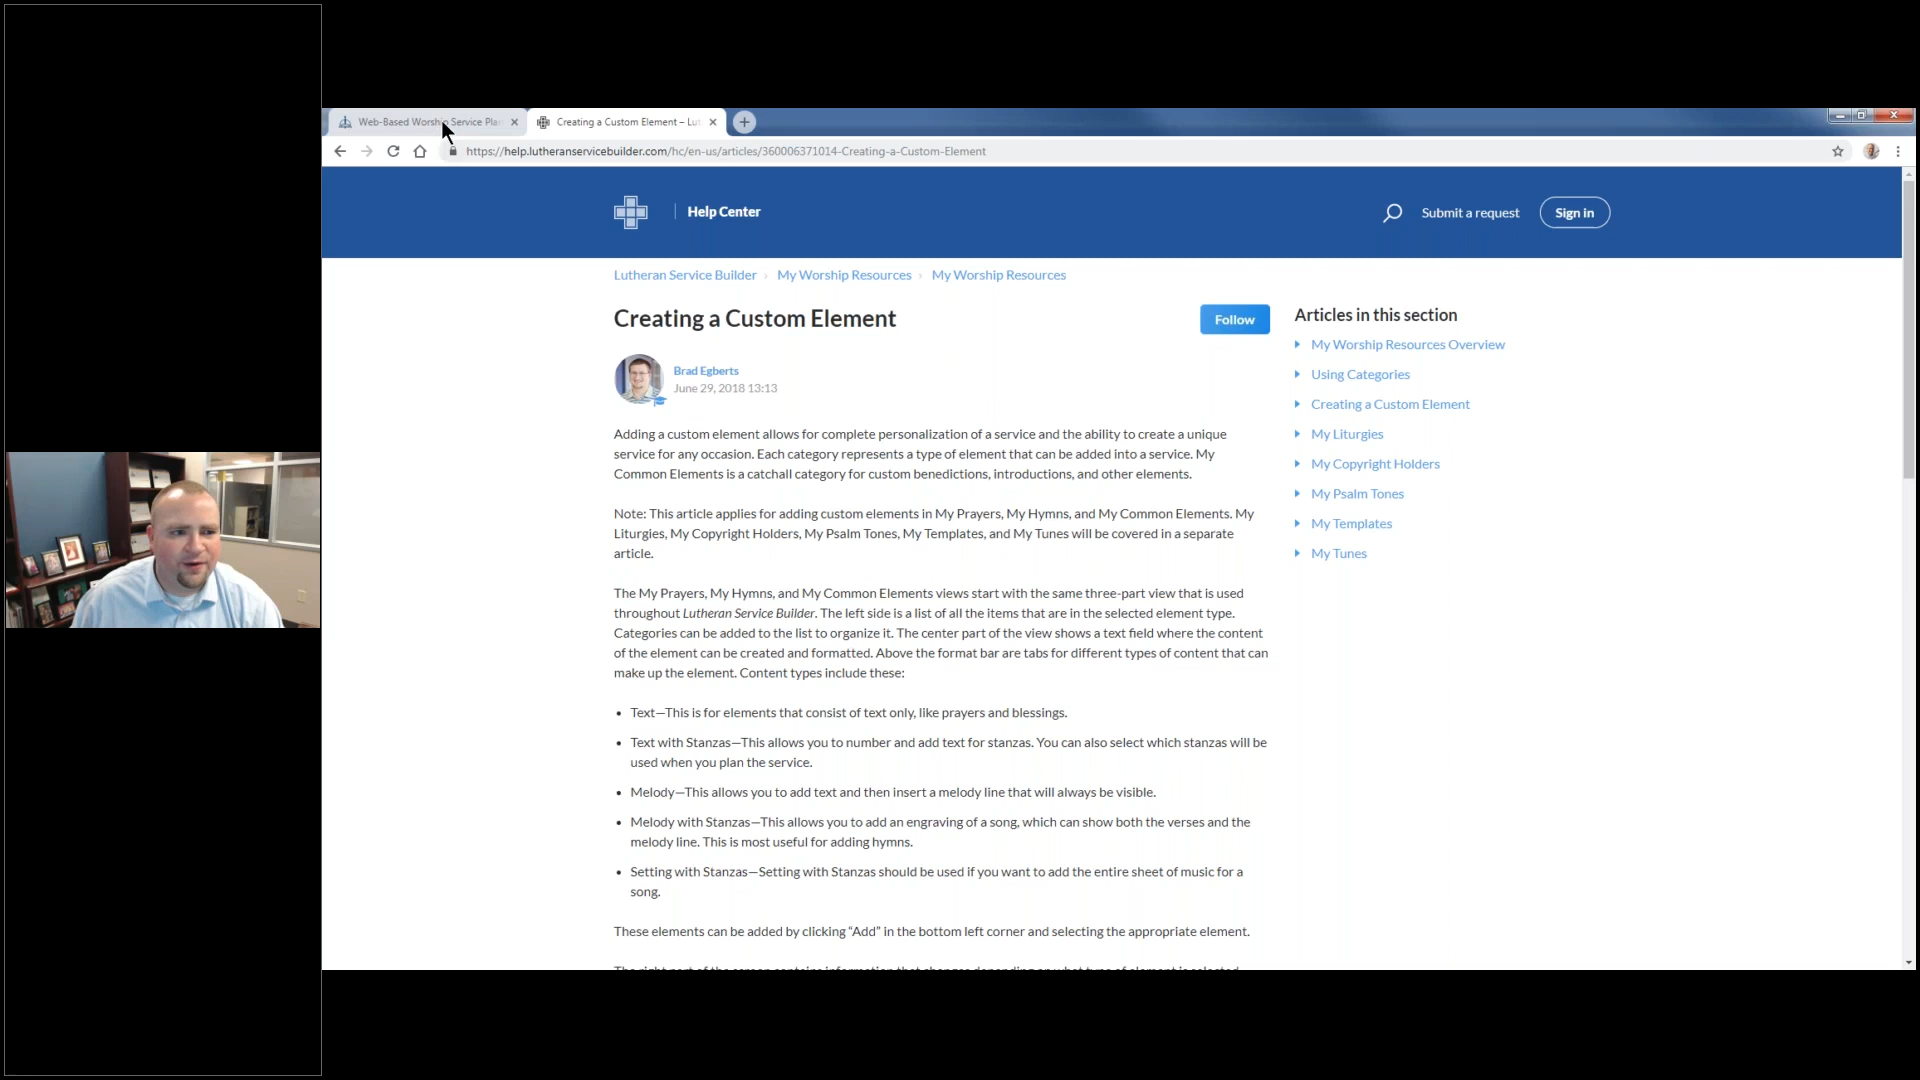 Web-Based Worship Service Pla
Creating a Custom Element – Lut
https://help.lutheranservicebuilder.com/hc/en-us/articles/360006371014-Creating-a-Custom-Element
Help Center
Submit a request
Sign in
Lutheran Service Builder › My Worship Resources › My Worship Resources
Creating a Custom Element
Follow
Brad Egberts
June 29, 2018 13:13
Adding a custom element allows for complete personalization of a service and the ability to create a unique
service for any occasion. Each category represents a type of element that can be added into a service. My
Common Elements is a catchall category for custom benedictions, introductions, and other elements.
Note: This article applies for adding custom elements in My Prayers, My Hymns, and My Common Elements. My
Liturgies, My Copyright Holders, My Psalm Tones, My Templates, and My Tunes will be covered in a separate
article.
The My Prayers, My Hymns, and My Common Elements views start with the same three-part view that is used
throughout Lutheran Service Builder. The left side is a list of all the items that are in the selected element type.
Categories can be added to the list to organize it. The center part of the view shows a text field where the content
of the element can be created and formatted. Above the format bar are tabs for different types of content that can
make up the element. Content types include these:
• Text—This is for elements that consist of text only, like prayers and blessings.
• Text with Stanzas—This allows you to number and add text for stanzas. You can also select which stanzas will be
used when you plan the service.
• Melody—This allows you to add text and then insert a melody line that will always be visible.
• Melody with Stanzas—This allows you to add an engraving of a song, which can show both the verses and the
melody line. This is most useful for adding hymns.
• Setting with Stanzas—Setting with Stanzas should be used if you want to add the entire sheet of music for a
song.
These elements can be added by clicking “Add” in the bottom left corner and selecting the appropriate element.
Articles in this section
My Worship Resources Overview
Using Categories
Creating a Custom Element
My Liturgies
My Copyright Holders
My Psalm Tones
My Templates
My Tunes